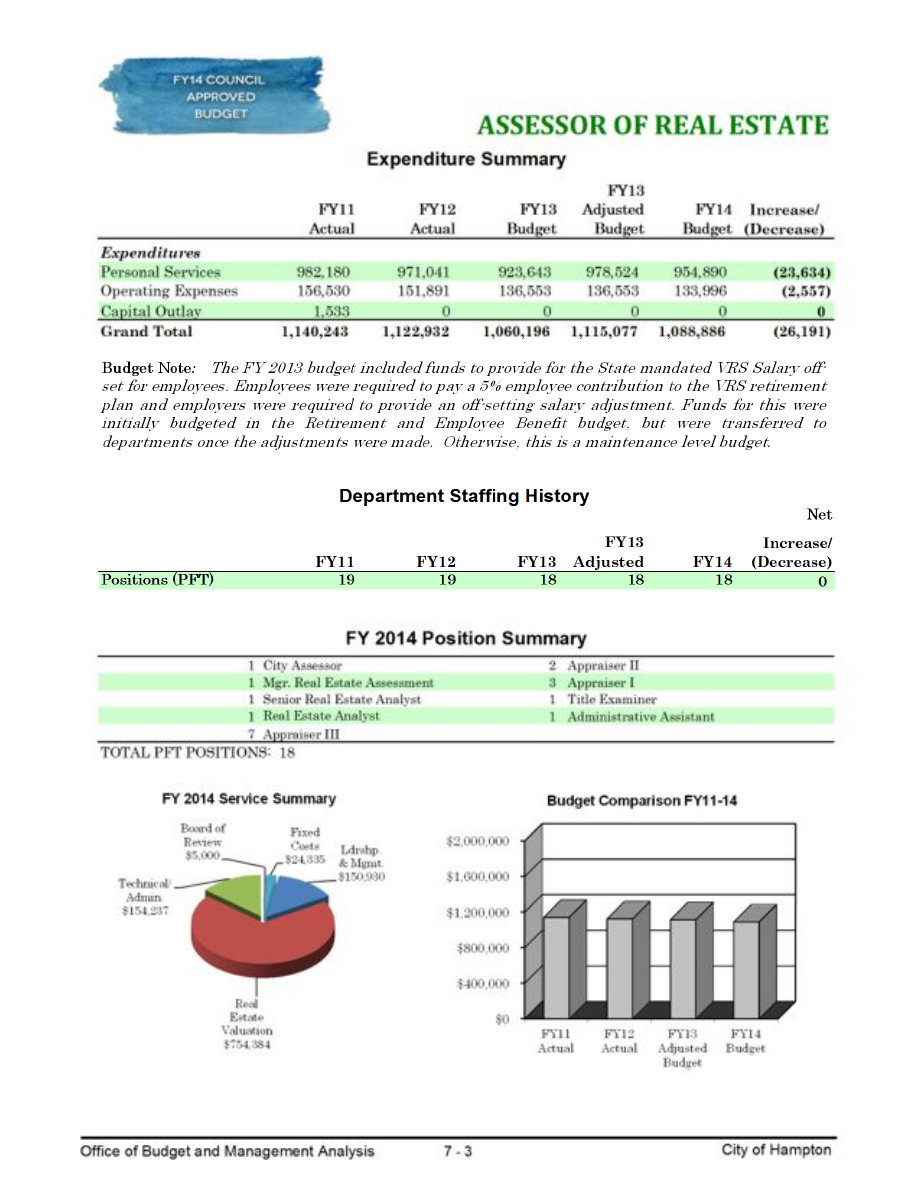 FY14 COUNCIL
APPROVED
BUDGET
ASSESSOR OF REAL ESTATE
Expenditure Summary
FY11 Actual FY12 Actual FY13 Budget FY13 Adjusted Budget FY14 Budget Increase/ (Decrease)
Expenditures
Personal Services 982,180 971,041 923,643 978,524 954,890 (23,634)
Operating Expenses 156,530 151,891 136,553 136,553 133,996 (2,557)
Capital Outlay 1,533 0 0 0 0 0
Grand Total 1,140,243 1,122,932 1,060,196 1,115,077 1,088,886 (26,191)
Budget Note: The FY 2013 budget included funds to provide for the State mandated VRS Salary off-
set for employees. Employees were required to pay a 5% employee contribution to the VRS retirement
plan and employers were required to provide an off-setting salary adjustment. Funds for this were
initially budgeted in the Retirement and Employee Benefit budget, but were transferred to
departments once the adjustments were made. Otherwise, this is a maintenance level budget.
Department Staffing History
FY11 FY12 FY13 FY13 Adjusted FY14 Net Increase/ (Decrease)
Positions (PFT) 19 19 18 18 18 0
FY 2014 Position Summary
1 City Assessor 2 Appraiser II
1 Mgr. Real Estate Assessment 3 Appraiser I
1 Senior Real Estate Analyst 1 Title Examiner
1 Real Estate Analyst 1 Administrative Assistant
7 Appraiser III
TOTAL PFT POSITIONS: 18
FY 2014 Service Summary
Board of
Review
$5,000
Fixed
Costs
$24,335
Ldrshp.
& Mgmt.
$150,930
Technical/
Admin.
$154,237
Real
Estate
Valuation
$754,384
Budget Comparison FY11-14
$2,000,000
$1,600,000
$1,200,000
$800,000
$400,000
$0
FY11 Actual
FY12 Actual
FY13 Adjusted Budget
FY14 Budget
Office of Budget and Management Analysis 7 - 3 City of Hampton